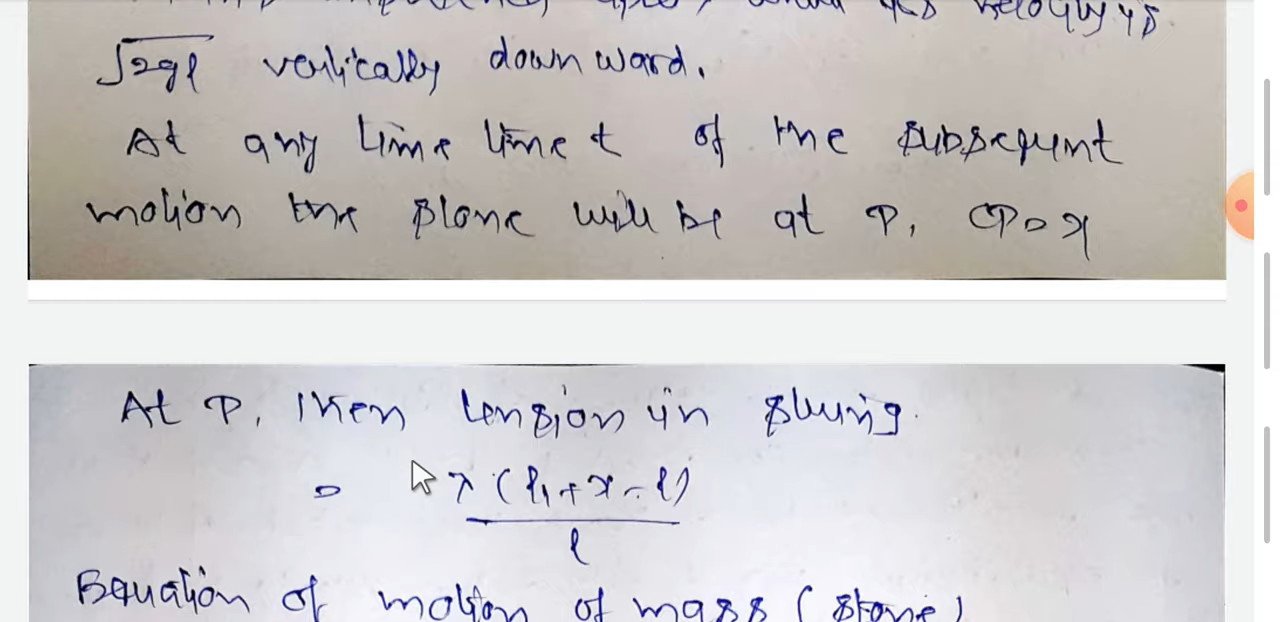 √2gl vertically downward.
At any time time t of the subsequent
motion the stone will be at P, CP = x
At P, then tension in string
= λ(l₁ + x - l)/l
Equation of motion of mass (stone)